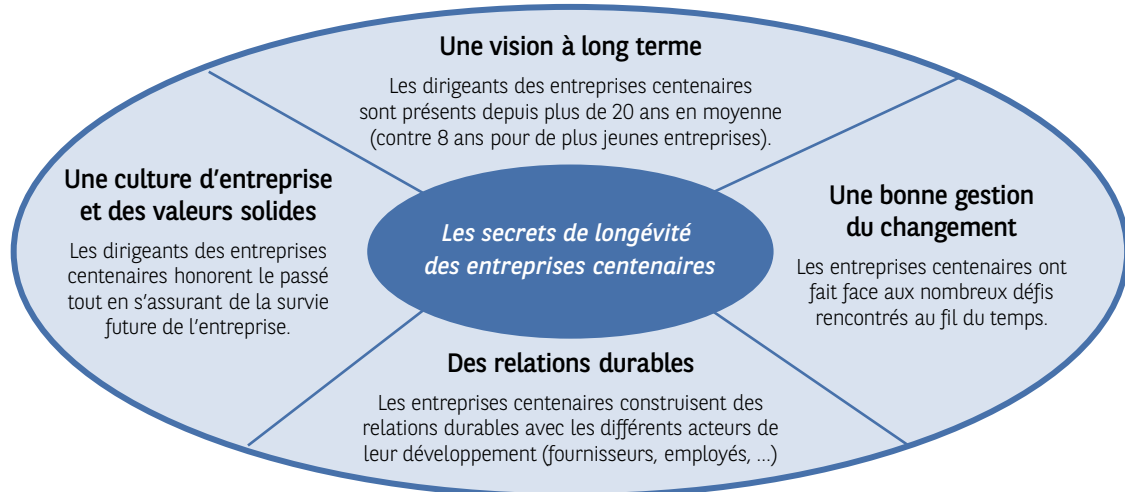 Une vision à long terme
Les dirigeants des entreprises centenaires
sont présents depuis plus de 20 ans en moyenne
(contre 8 ans pour de plus jeunes entreprises).
Une culture d'entreprise
et des valeurs solides
Les dirigeants des entreprises
centenaires honorent le passé
tout en s'assurant de la survie
future de l'entreprise.
Les secrets de longévité
des entreprises centenaires
Une bonne gestion
du changement
Les entreprises centenaires ont
fait face aux nombreux défis
rencontrés au fil du temps.
Des relations durables
Les entreprises centenaires construisent des
relations durables avec les différents acteurs de
leur développement (fournisseurs, employés, ...)